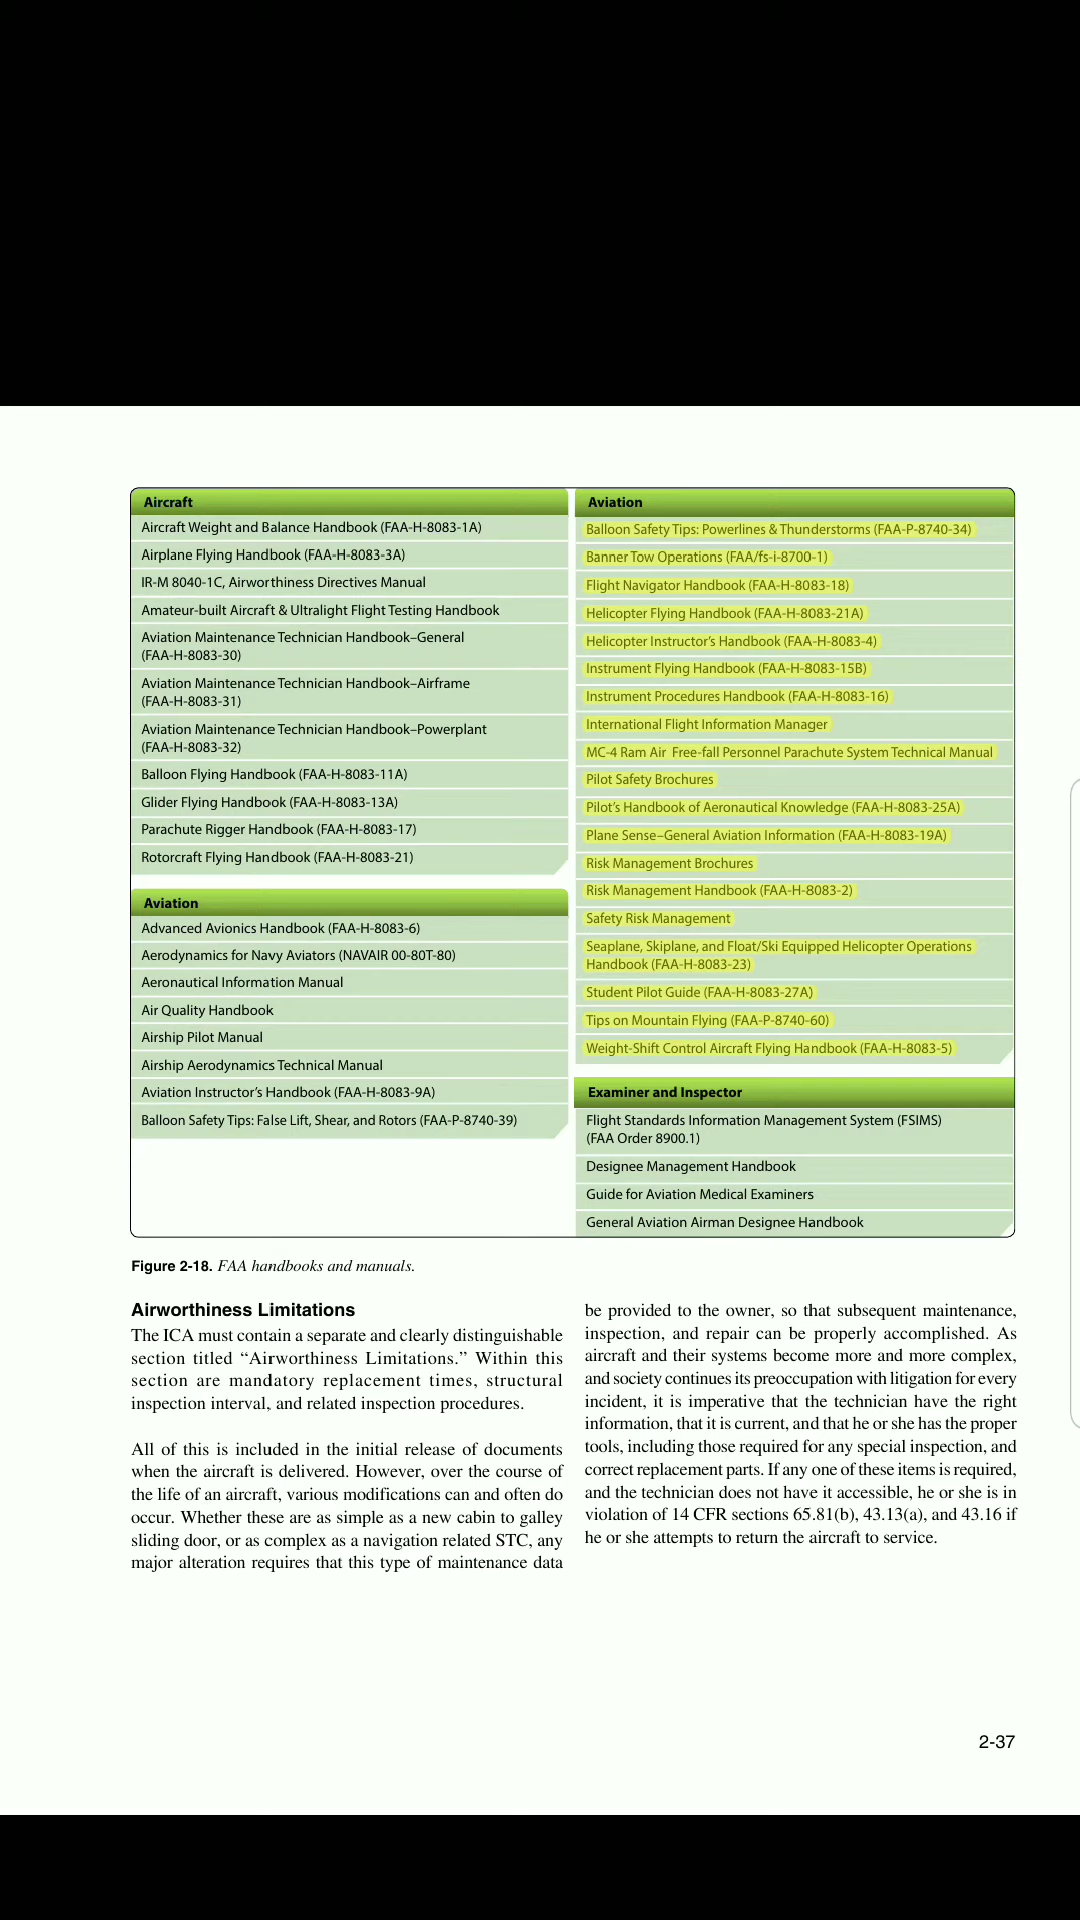 Aircraft
Aircraft Weight and Balance Handbook (FAA-H-8083-1A)
Airplane Flying Handbook (FAA-H-8083-3A)
IR-M 8040-1C, Airworthiness Directives Manual
Amateur-built Aircraft & Ultralight Flight Testing Handbook
Aviation Maintenance Technician Handbook–General
(FAA-H-8083-30)
Aviation Maintenance Technician Handbook–Airframe
(FAA-H-8083-31)
Aviation Maintenance Technician Handbook–Powerplant
(FAA-H-8083-32)
Balloon Flying Handbook (FAA-H-8083-11A)
Glider Flying Handbook (FAA-H-8083-13A)
Parachute Rigger Handbook (FAA-H-8083-17)
Rotorcraft Flying Handbook (FAA-H-8083-21)
Aviation
Advanced Avionics Handbook (FAA-H-8083-6)
Aerodynamics for Navy Aviators (NAVAIR 00-80T-80)
Aeronautical Information Manual
Air Quality Handbook
Airship Pilot Manual
Airship Aerodynamics Technical Manual
Aviation Instructor's Handbook (FAA-H-8083-9A)
Balloon Safety Tips: False Lift, Shear, and Rotors (FAA-P-8740-39)
Aviation
Balloon Safety Tips: Powerlines & Thunderstorms (FAA-P-8740-34)
Banner Tow Operations (FAA/fs-i-8700-1)
Flight Navigator Handbook (FAA-H-8083-18)
Helicopter Flying Handbook (FAA-H-8083-21A)
Helicopter Instructor's Handbook (FAA-H-8083-4)
Instrument Flying Handbook (FAA-H-8083-15B)
Instrument Procedures Handbook (FAA-H-8083-16)
International Flight Information Manager
MC-4 Ram Air Free-fall Personnel Parachute System Technical Manual
Pilot Safety Brochures
Pilot's Handbook of Aeronautical Knowledge (FAA-H-8083-25A)
Plane Sense–General Aviation Information (FAA-H-8083-19A)
Risk Management Brochures
Risk Management Handbook (FAA-H-8083-2)
Safety Risk Management
Seaplane, Skiplane, and Float/Ski Equipped Helicopter Operations
Handbook (FAA-H-8083-23)
Student Pilot Guide (FAA-H-8083-27A)
Tips on Mountain Flying (FAA-P-8740-60)
Weight-Shift Control Aircraft Flying Handbook (FAA-H-8083-5)
Examiner and Inspector
Flight Standards Information Management System (FSIMS)
(FAA Order 8900.1)
Designee Management Handbook
Guide for Aviation Medical Examiners
General Aviation Airman Designee Handbook
Figure 2-18. FAA handbooks and manuals.
Airworthiness Limitations
The ICA must contain a separate and clearly distinguishable
section titled “Airworthiness Limitations.” Within this
section are mandatory replacement times, structural
inspection interval, and related inspection procedures.
All of this is included in the initial release of documents
when the aircraft is delivered. However, over the course of
the life of an aircraft, various modifications can and often do
occur. Whether these are as simple as a new cabin to galley
sliding door, or as complex as a navigation related STC, any
major alteration requires that this type of maintenance data
be provided to the owner, so that subsequent maintenance,
inspection, and repair can be properly accomplished. As
aircraft and their systems become more and more complex,
and society continues its preoccupation with litigation for every
incident, it is imperative that the technician have the right
information, that it is current, and that he or she has the proper
tools, including those required for any special inspection, and
correct replacement parts. If any one of these items is required,
and the technician does not have it accessible, he or she is in
violation of 14 CFR sections 65.81(b), 43.13(a), and 43.16 if
he or she attempts to return the aircraft to service.
2-37